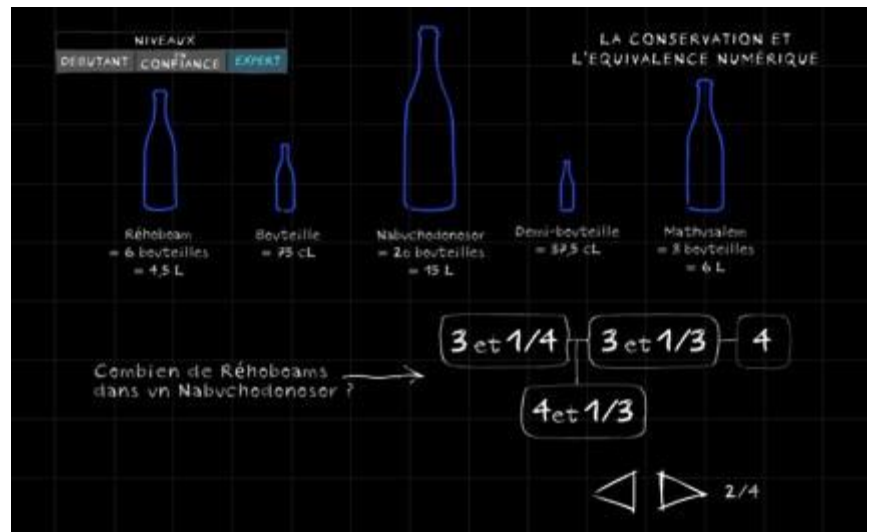 NIVEAUX
DEBUTANT EN CONFIANCE EXPERT
LA CONSERVATION ET
L'EQUIVALENCE NUMÉRIQUE
Réhoboam
= 6 bouteilles
= 4,5 L
Bouteille
= 75 cL
Nabuchodonosor
= 20 bouteilles
= 15 L
Demi-bouteille
= 37,5 cL
Mathusalem
= 8 bouteilles
= 6 L
Combien de Réhoboams
dans un Nabuchodonosor ?
3 et 1/4
3 et 1/3
4
4 et 1/3
2/4